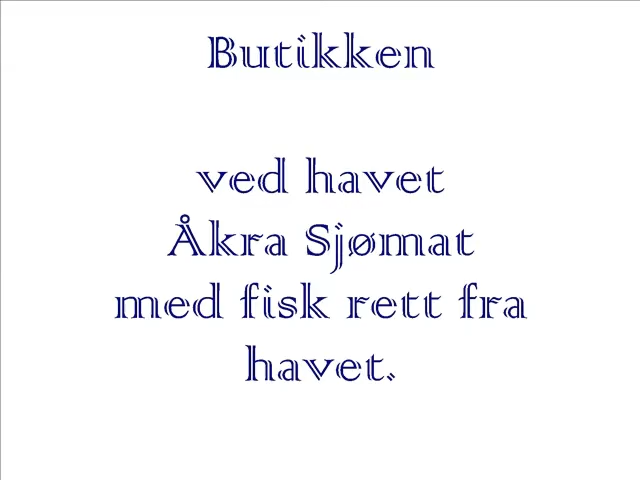 Butikken
ved havet
Åkra Sjømat
med fisk rett fra
havet.